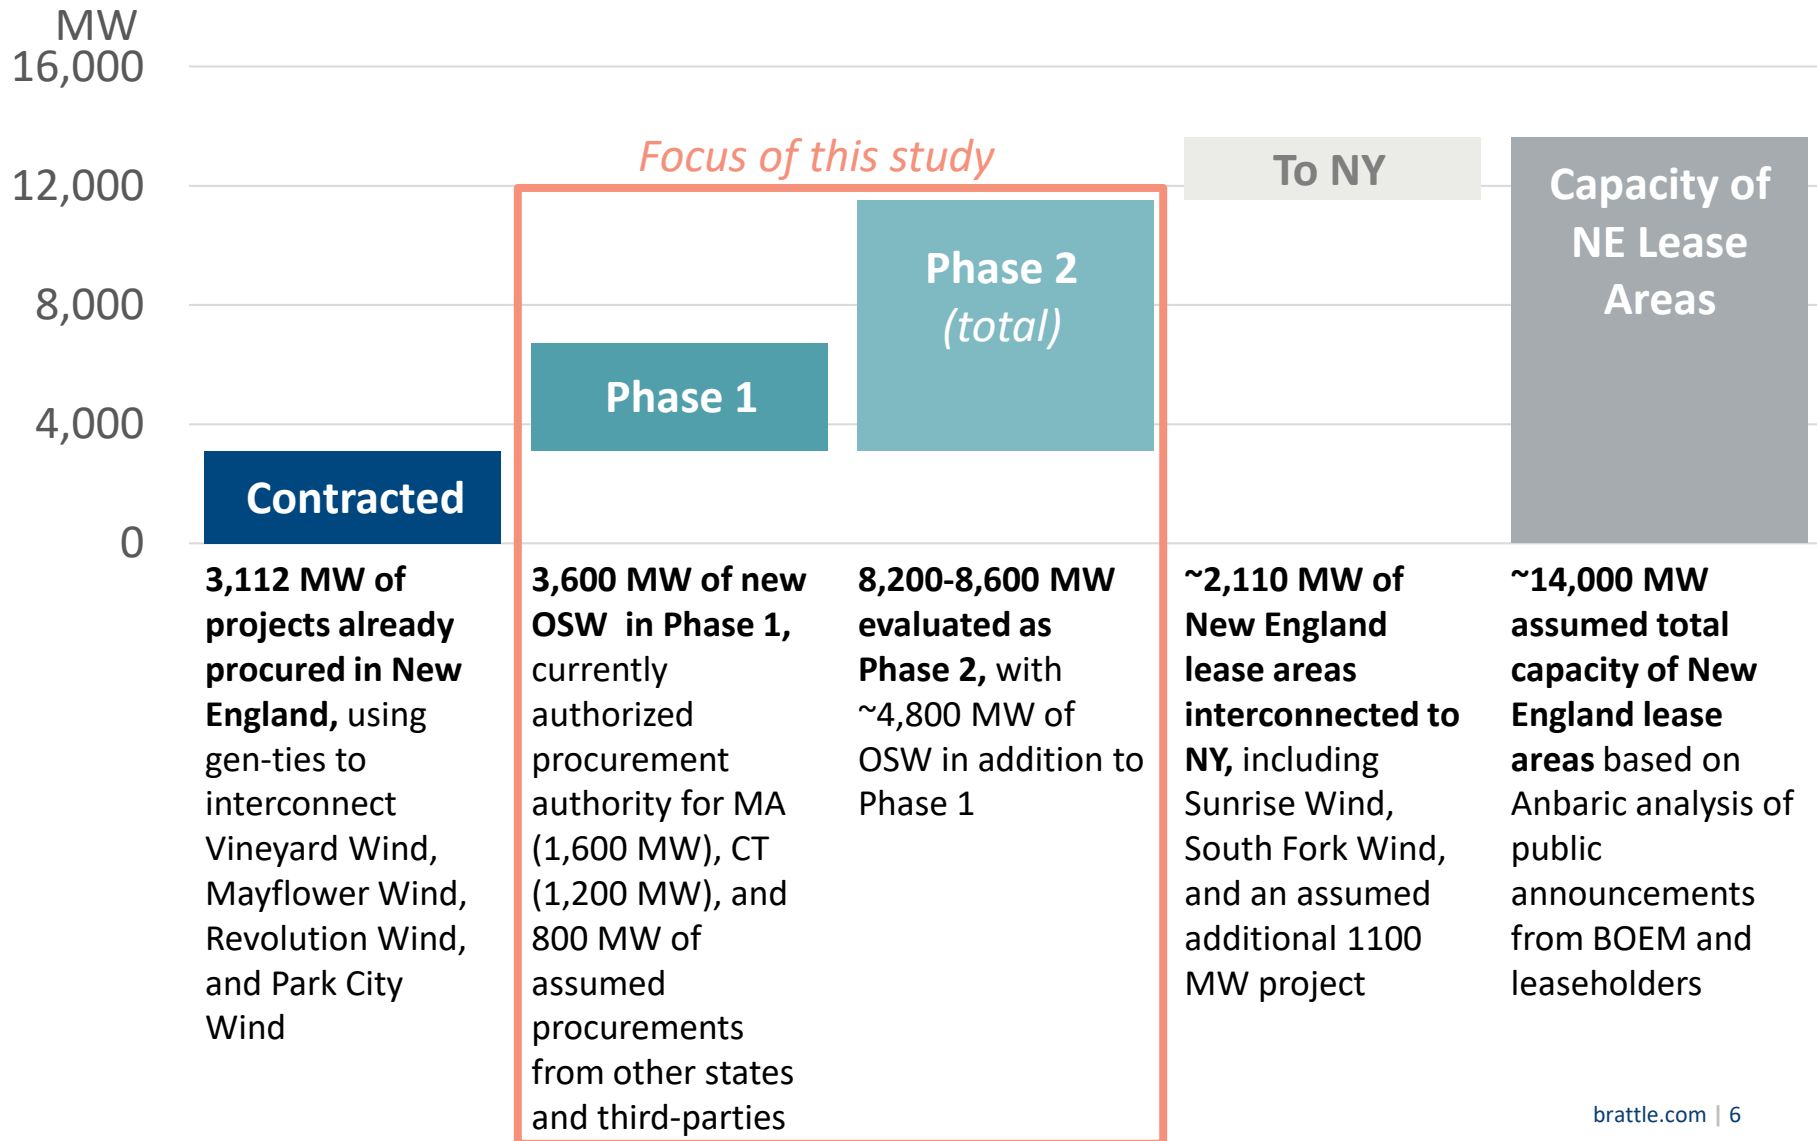 MW
16,000
12,000
8,000
4,000
0
Focus of this study
Contracted
Phase 1
Phase 2
(total)
To NY
Capacity of
NE Lease
Areas
3,112 MW of
projects already
procured in New
England, using
gen-ties to
interconnect
Vineyard Wind,
Mayflower Wind,
Revolution Wind,
and Park City
Wind
3,600 MW of new
OSW in Phase 1,
currently
authorized
procurement
authority for MA
(1,600 MW), CT
(1,200 MW), and
800 MW of
assumed
procurements
from other states
and third-parties
8,200-8,600 MW
evaluated as
Phase 2, with
~4,800 MW of
OSW in addition to
Phase 1
~2,110 MW of
New England
lease areas
interconnected to
NY, including
Sunrise Wind,
South Fork Wind,
and an assumed
additional 1100
MW project
~14,000 MW
assumed total
capacity of New
England lease
areas based on
Anbaric analysis of
public
announcements
from BOEM and
leaseholders
brattle.com | 6